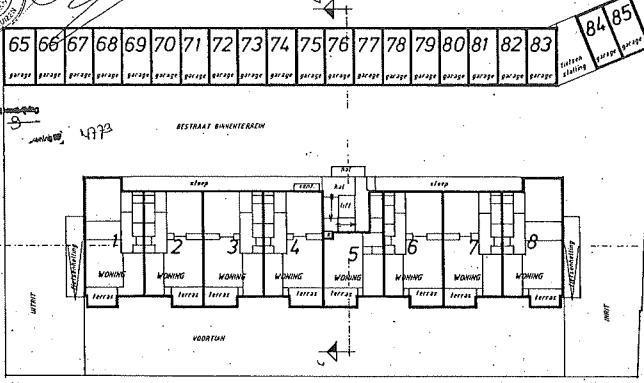 84 85
65 66 67 68 69 70 71 72 73 74 75 76 77 78 79 80 81 82 83
garage garage garage garage garage garage garage garage garage garage garage garage garage garage garage garage garage garage garage
fietsen stalling
garage garage
BESTRAAT BINNENTERREIN
4773
hal
stoep
hal
stoep
lift
1 2 3 4 5 6 7 8
WONING WONING WONING WONING WONING WONING WONING WONING
terras terras terras terras terras terras terras terras
UITRIT
INRIT
VOORTUIN